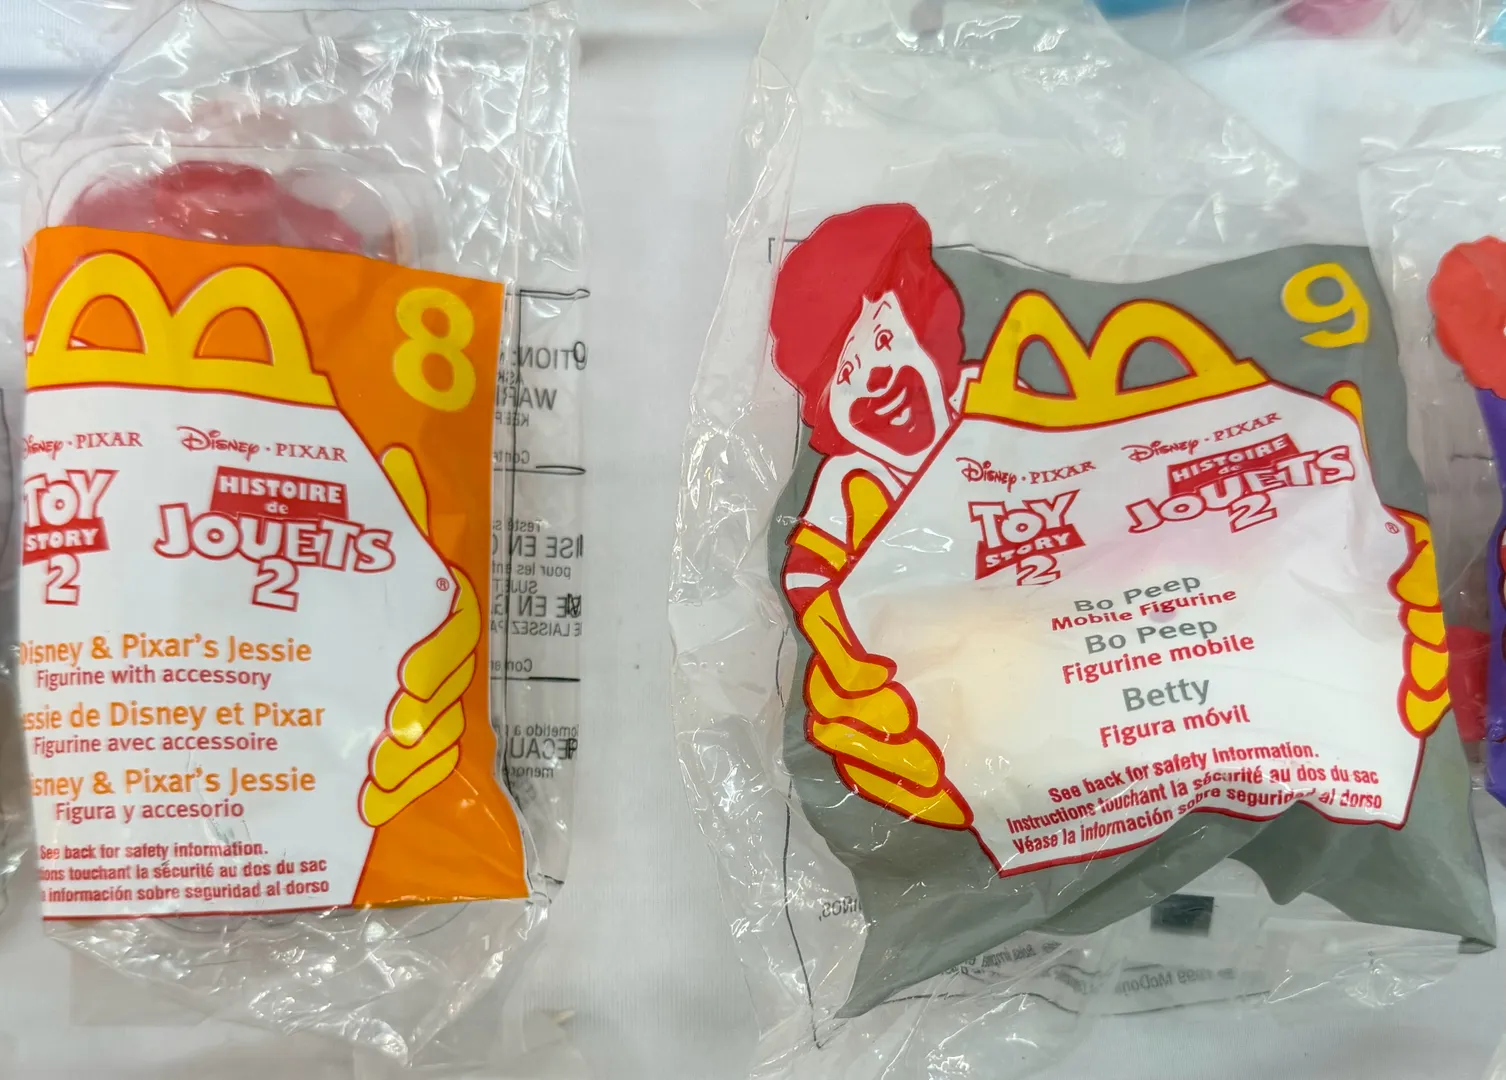 8
Disney · PIXAR
TOY
STORY
2
Disney · PIXAR
HISTOIRE
de
JOUETS
2
®
Disney & Pixar's Jessie
Figurine with accessory
ssie de Disney et Pixar
Figurine avec accessoire
sney & Pixar's Jessie
Figura y accesorio
See back for safety information.
ons touchant la sécurité au dos du sac
información sobre seguridad al dorso
9
Disney · PIXAR
TOY
STORY
2
Disney · PIXAR
HISTOIRE
de
JOUETS
2
®
Bo Peep
Mobile Figurine
Bo Peep
Figurine mobile
Betty
Figura móvil
See back for safety information.
Instructions touchant la sécurité au dos du sac
Véase la información sobre seguridad al dorso